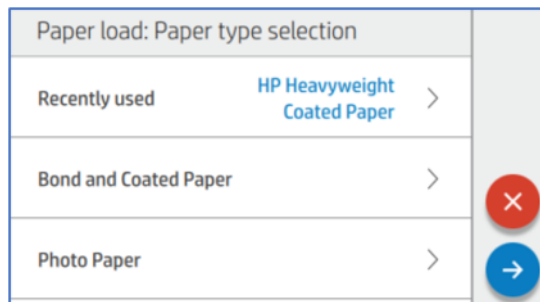 Paper load: Paper type selection
Recently used HP Heavyweight
Coated Paper
Bond and Coated Paper
Photo Paper